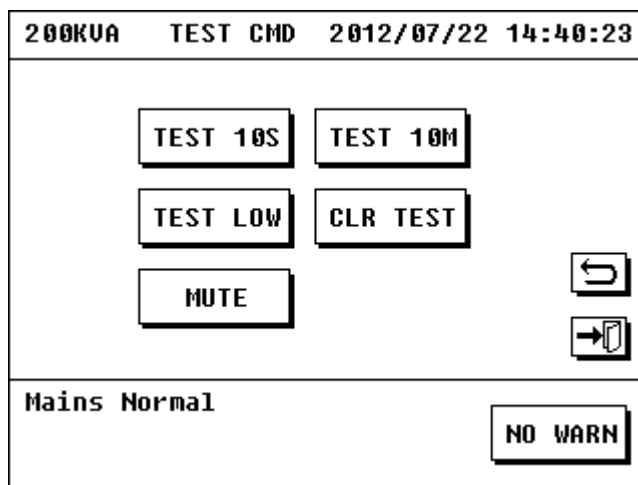 200KVA TEST CMD 2012/07/22 14:40:23
TEST 10S TEST 10M
TEST LOW CLR TEST
MUTE
Mains Normal
NO WARN